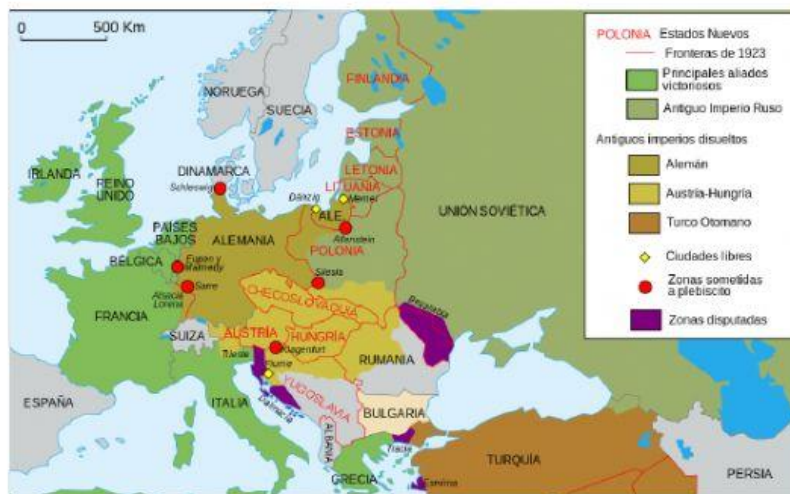 0
500 Km
NORUEGA
SUECIA
FINLANDIA
ESTONIA
LETONIA
LITUANIA
Memel
DINAMARCA
Schleswig
IRLANDA
REINO
UNIDO
Dánzig
ALE.
Allenstein
UNIÓN SOVIÉTICA
PAISES
BAJOS
ALEMANIA
POLONIA
BÉLGICA
Eupen y
Malmedy
Silesia
Sarre
Alsacia
Lorena
CHECOSLOVAQUIA
Besarabia
FRANCIA
SUIZA
AUSTRIA
HUNGRÍA
Klagenfurt
Trieste
Fiume
RUMANIA
YUGOSLAVIA
Dalmacia
ESPAÑA
ITALIA
BULGARIA
ALBANIA
Tracia
GRECIA
Esmirna
TURQUÍA
PERSIA
POLONIA Estados Nuevos
Fronteras de 1923
Principales aliados
victoriosos
Antiguo Imperio Ruso
Antiguos imperios disueltos
Alemán
Austria-Hungría
Turco Otomano
Ciudades libres
Zonas sometidas
a plebiscito
Zonas disputadas